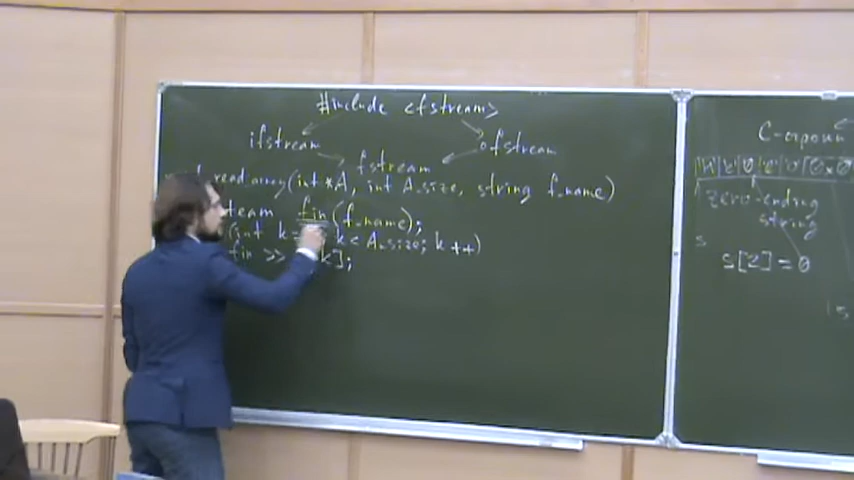 #include <fstream>
ifstream
ofstream
fstream
read_array(int *A, int A_size, string f_name)
fin(f_name);
(int k k < A_size; k++)
fin >> k];
C-строки
zero-ending
string
s
s[2] = 0